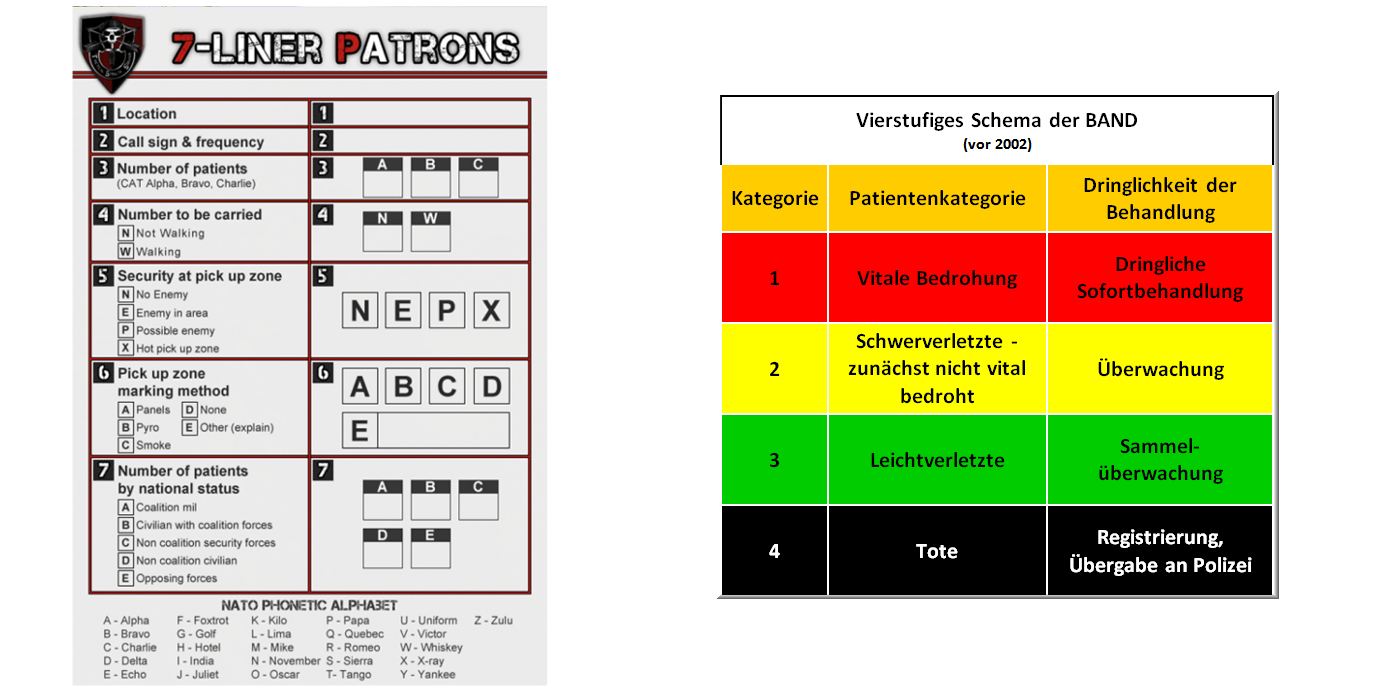 7-LINER PATRONS
1 Location 1
2 Call sign & frequency 2
3 Number of patients 3 A B C
(CAT Alpha, Bravo, Charlie)
4 Number to be carried 4 N W
N Not Walking
W Walking
5 Security at pick up zone 5
N No Enemy
E Enemy in area
P Possible enemy
X Hot pick up zone
N E P X
6 Pick up zone 6
marking method
A Panels D None
B Pyro E Other (explain)
C Smoke
A B C D
E
7 Number of patients 7
by national status
A Coalition mil
B Civilian with coalition forces
C Non coalition security forces
D Non coalition civilian
E Opposing forces
A B C
D E
NATO PHONETIC ALPHABET
A - Alpha F - Foxtrot K - Kilo P - Papa U - Uniform Z - Zulu
B - Bravo G - Golf L - Lima Q - Quebec V - Victor
C - Charlie H - Hotel M - Mike R - Romeo W - Whiskey
D - Delta I - India N - November S - Sierra X - X-ray
E - Echo J - Juliet O - Oscar T- Tango Y - Yankee
Vierstufiges Schema der BAND
(vor 2002)
Kategorie Patientenkategorie Dringlichkeit der
Behandlung
1 Vitale Bedrohung Dringliche
Sofortbehandlung
2 Schwerverletzte -
zunächst nicht vital
bedroht
Überwachung
3 Leichtverletzte Sammel-
überwachung
4 Tote Registrierung,
Übergabe an Polizei